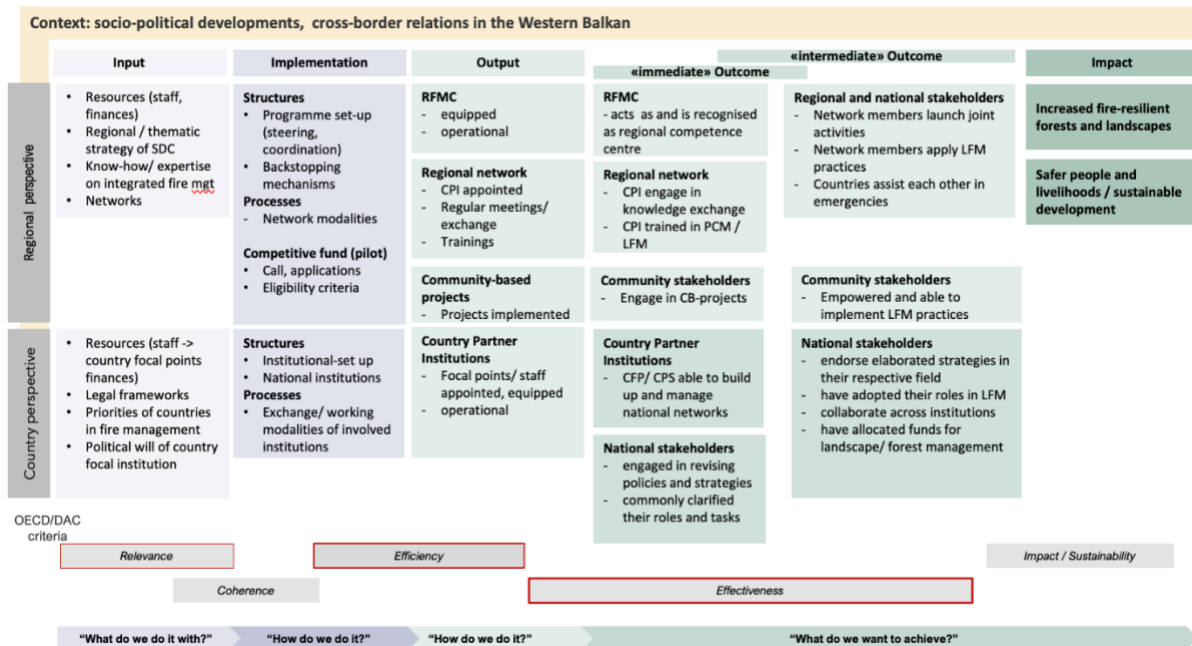 Context: socio-political developments, cross-border relations in the Western Balkan
Input
Implementation
Output
«immediate» Outcome
«intermediate» Outcome
Impact
Regional perspective
• Resources (staff,
finances)
• Regional / thematic
strategy of SDC
• Know-how/ expertise
on integrated fire mgt
• Networks
Structures
• Programme set-up
(steering,
coordination)
• Backstopping
mechanisms
Processes
- Network modalities
Competitive fund (pilot)
- Call, applications
- Eligibility criteria
RFMC
- equipped
- operational
Regional network
- CPI appointed
- Regular meetings/
exchange
- Trainings
Community-based
projects
- Projects implemented
RFMC
- acts as and is recognised
as regional competence
centre
Regional network
- CPI engage in
knowledge exchange
- CPI trained in PCM /
LFM
Community stakeholders
- Engage in CB-projects
Regional and national stakeholders
- Network members launch joint
activities
- Network members apply LFM
practices
- Countries assist each other in
emergencies
Community stakeholders
- Empowered and able to
implement LFM practices
Increased fire-resilient
forests and landscapes
Safer people and
livelihoods / sustainable
development
Country perspective
• Resources (staff ->
country focal points
finances)
• Legal frameworks
• Priorities of countries
in fire management
• Political will of country
focal institution
Structures
• Institutional-set up
• National institutions
Processes
• Exchange/ working
modalities of involved
institutions
Country Partner
Institutions
- Focal points/ staff
appointed, equipped
- operational
Country Partner
Institutions
- CFP/ CPS able to build
up and manage
national networks
National stakeholders
- engaged in revising
policies and strategies
- commonly clarified
their roles and tasks
National stakeholders
- endorse elaborated strategies in
their respective field
- have adopted their roles in LFM
- collaborate across institutions
- have allocated funds for
landscape/ forest management
OECD/DAC
criteria
Relevance
Efficiency
Impact / Sustainability
Coherence
Effectiveness
"What do we do it with?"
"How do we do it?"
"How do we do it?"
"What do we want to achieve?"